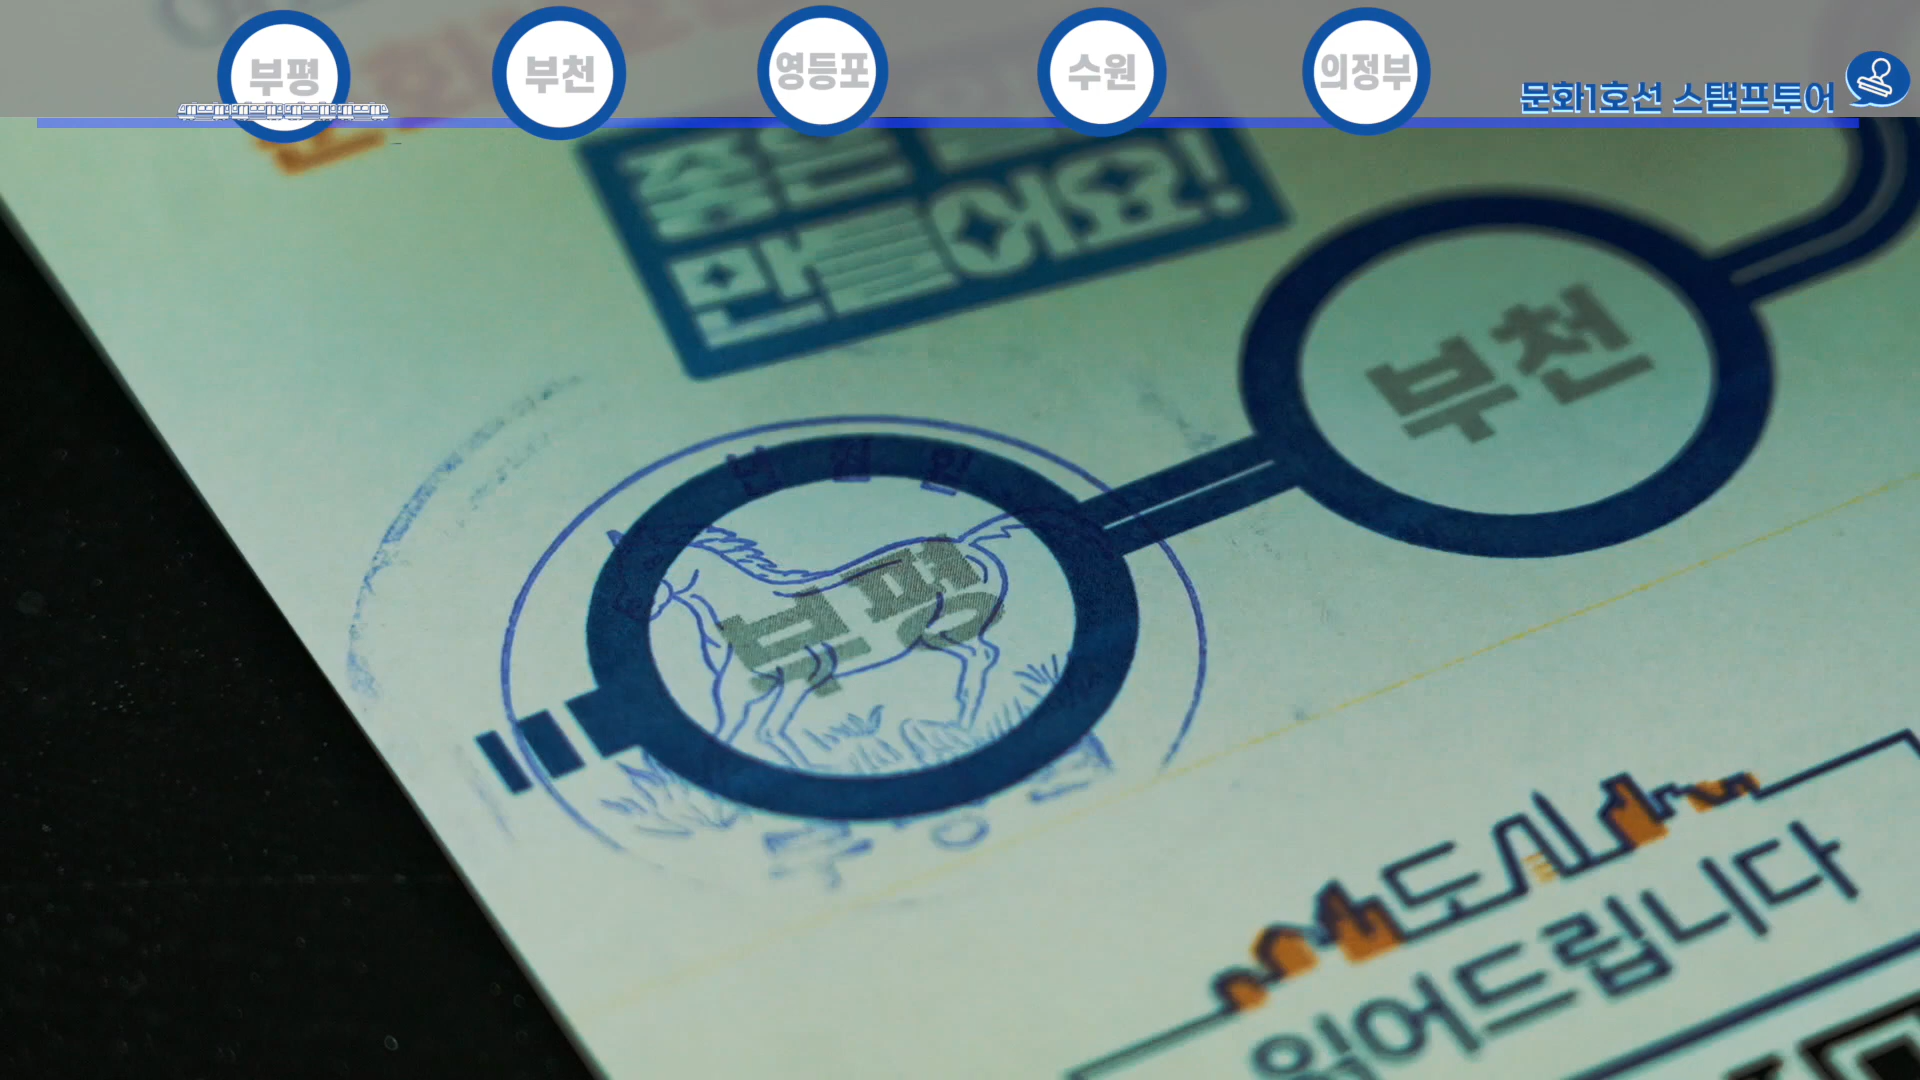 부평
부천
영등포
수원
의정부
문화1호선 스탬프투어
만들어요!
부천
부평
도시
잇어드립니다